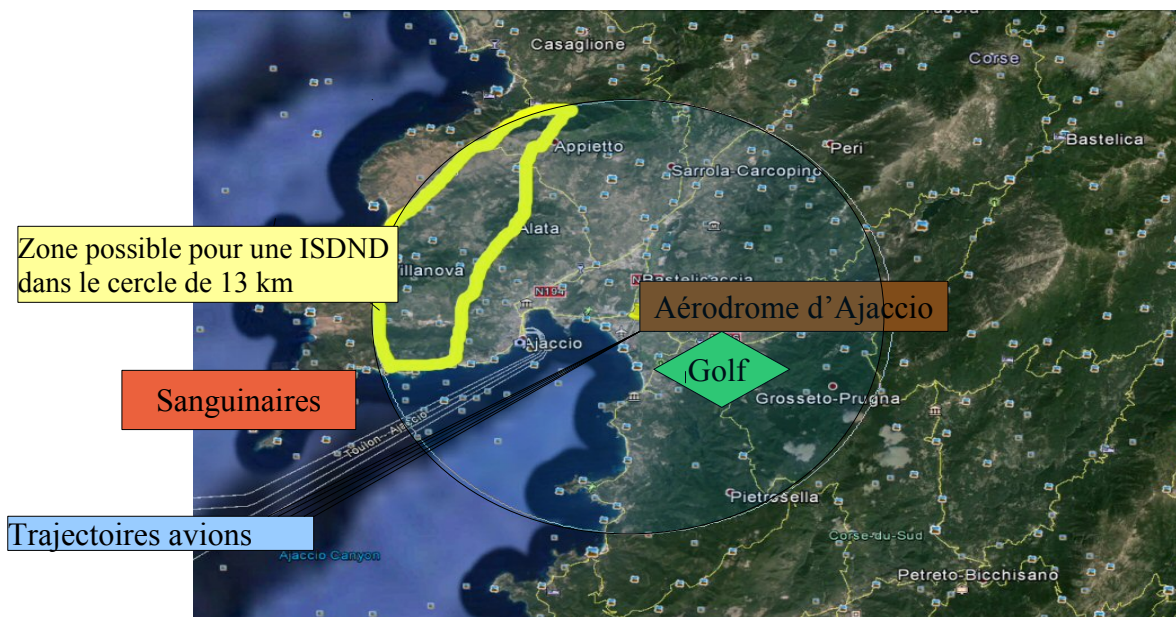 Tavera
Casaglione
Corse
Bastelica
Appietto
Peri
Sarrola-Carcopino
Zone possible pour une ISDND
dans le cercle de 13 km
Alata
Villanova
Bastelicaccia
N194
Aérodrome d’Ajaccio
Ajaccio
Golf
Sanguinaires
Grosseto-Prugna
Toulon - Ajaccio
Pietrosella
Trajectoires avions
Ajaccio Canyon
Corse-du-Sud
Petreto-Bicchisano